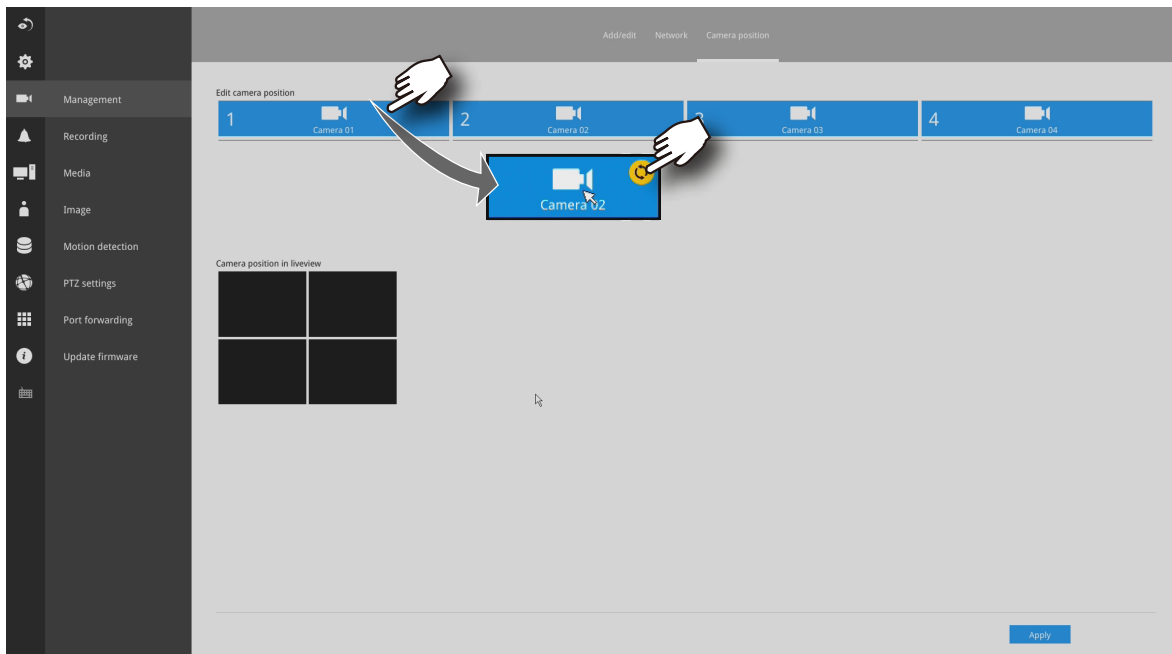 Add/edit Network Camera position
Management
Recording
Media
Image
Motion detection
PTZ settings
Port forwarding
Update firmware
Edit camera position
1 Camera 01
2 Camera 02
3 Camera 03
4 Camera 04
Camera 02
Camera position in liveview
Apply